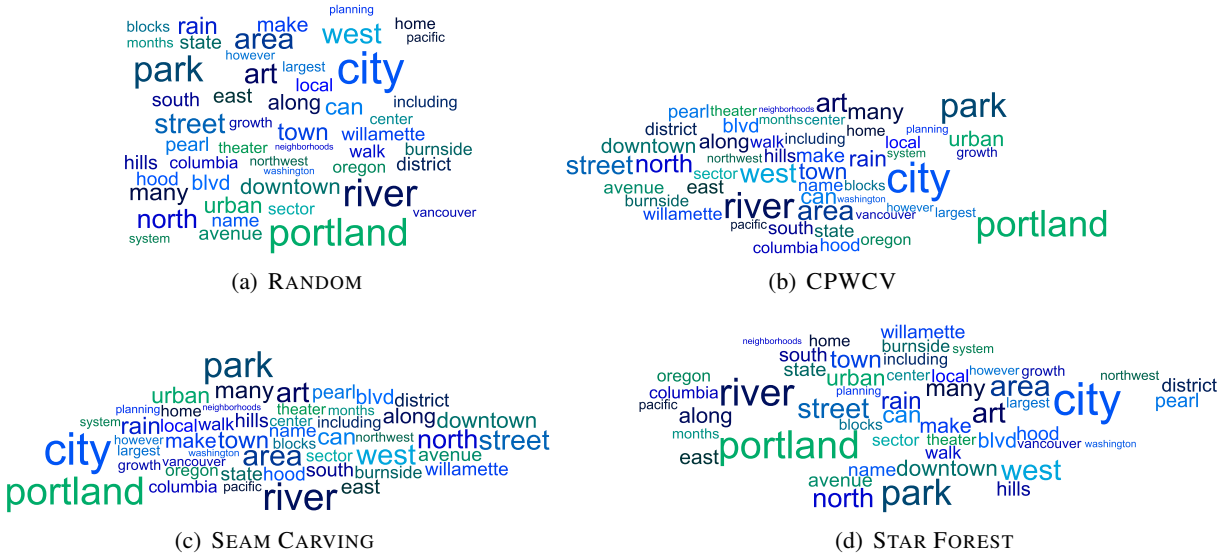 planning
blocks rain make west home
months state area pacific
however
park art largest city
local
south east along can including
street growth town center
willamette
pearl theater neighborhoods walk burnside
hills columbia northwest oregon district
washington
hood blvd downtown river
many
north urban sector vancouver
name
system avenue portland
(a) RANDOM
pearl theater neighborhoods art many park
district blvd months center home planning urban
downtown along walk including local growth
street north northwest hills make rain system
sector west town city
avenue east name blocks
burnside can washington
willamette river area vancouver however largest portland
pacific south state
columbia hood oregon
(b) CPWCV
park
urban many art pearl blvd district
planning home neighborhoods theater months along downtown
system rain local walk hills center including
city however make town name blocks can northwest north street
largest washington area sector west avenue
growth vancouver
oregon state hood south burnside willamette
portland columbia pacific river east
(c) SEAM CARVING
willamette
neighborhoods home burnside system
south town including
oregon state urban center local however growth northwest district
columbia river planning many area city pearl
pacific street rain art largest
along blocks can make hood
months portland sector theater blvd vancouver washington
east walk
name downtown west
avenue north park hills
(d) STAR FOREST